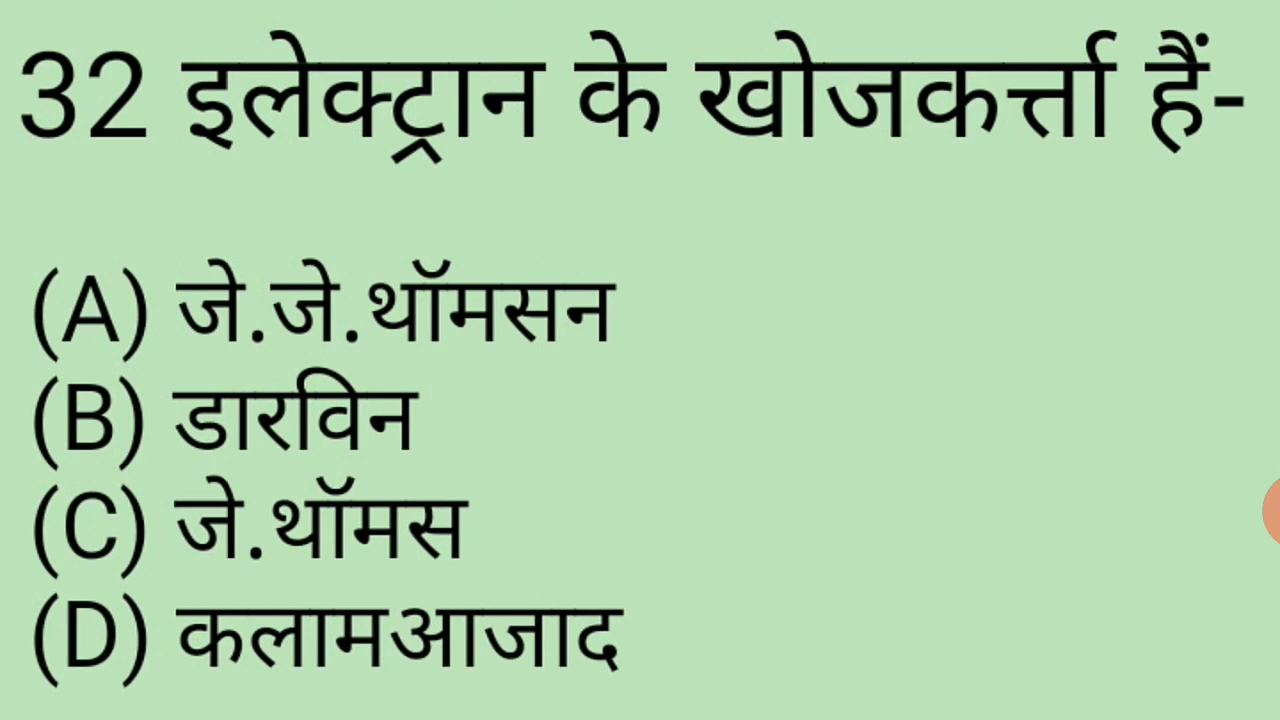 32 इलेक्ट्रान के खोजकर्त्ता हैं-
(A) जे.जे.थॉमसन
(B) डारविन
(C) जे.थॉमस
(D) कलामआजाद